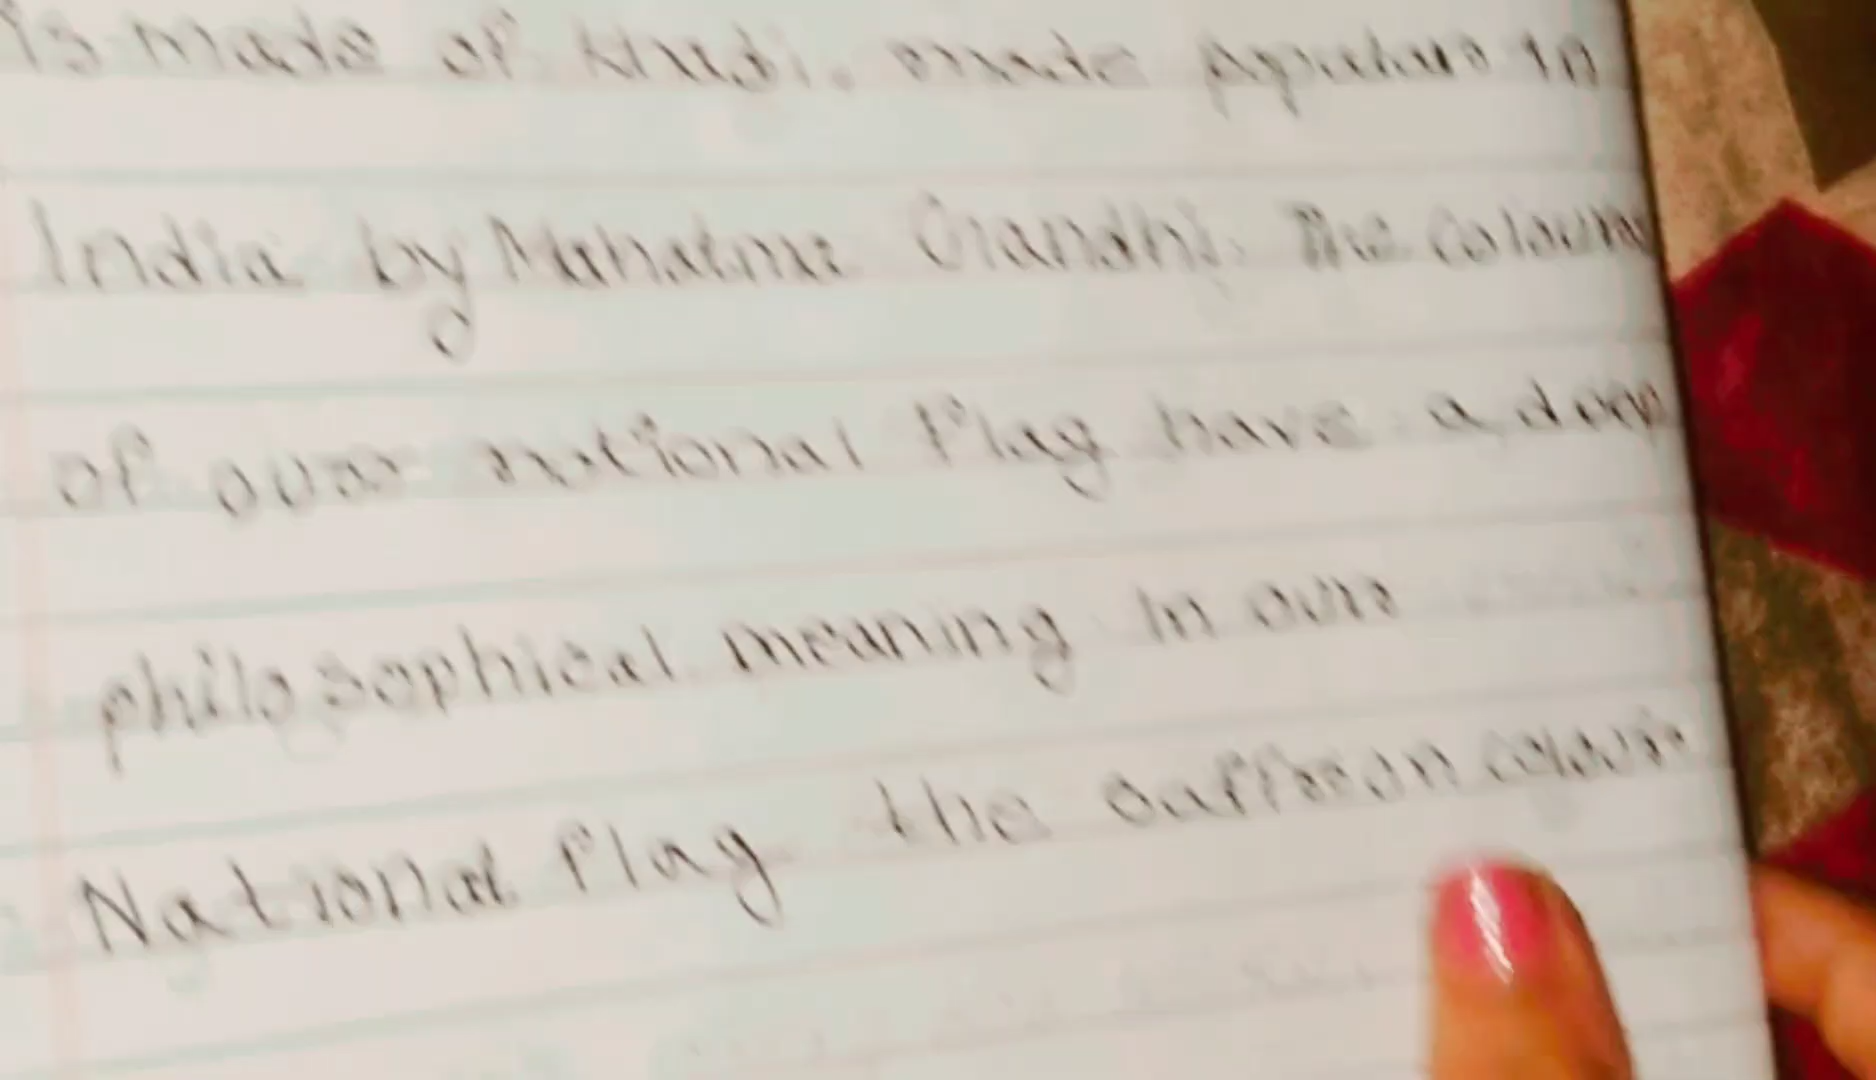 is made of khadi. made popular in
India by Mahatma Gandhi. The colours
of our national flag have a deep
philosophical meaning in our
National flag the saffron colour